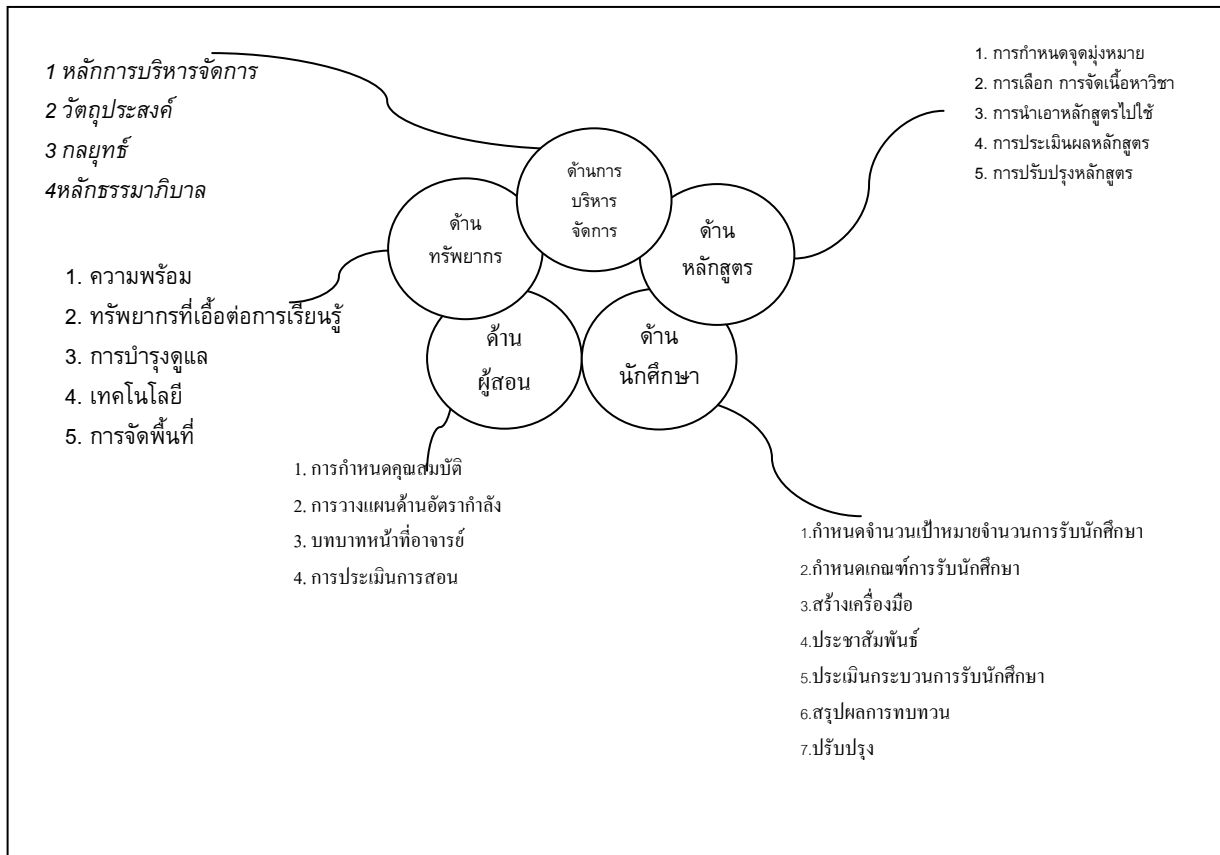 1 หลักการบริหารจัดการ
2 วัตถุประสงค์
3 กลยุทธ์
4หลักธรรมาภิบาล
1. การกำหนดจุดมุ่งหมาย
2. การเลือก การจัดเนื้อหาวิชา
3. การนำเอาหลักสูตรไปใช้
4. การประเมินผลหลักสูตร
5. การปรับปรุงหลักสูตร
ด้านการ
บริหาร
จัดการ
ด้าน
ทรัพยากร
ด้าน
หลักสูตร
ด้าน
ผู้สอน
ด้าน
นักศึกษา
1. ความพร้อม
2. ทรัพยากรที่เอื้อต่อการเรียนรู้
3. การบำรุงดูแล
4. เทคโนโลยี
5. การจัดพื้นที่
1. การกำหนดคุณสมบัติ
2. การวางแผนด้านอัตรากำลัง
3. บทบาทหน้าที่อาจารย์
4. การประเมินการสอน
1.กำหนดจำนวนเป้าหมายจำนวนการรับนักศึกษา
2.กำหนดเกณฑ์การรับนักศึกษา
3.สร้างเครื่องมือ
4.ประชาสัมพันธ์
5.ประเมินกระบวนการรับนักศึกษา
6.สรุปผลการทบทวน
7.ปรับปรุง